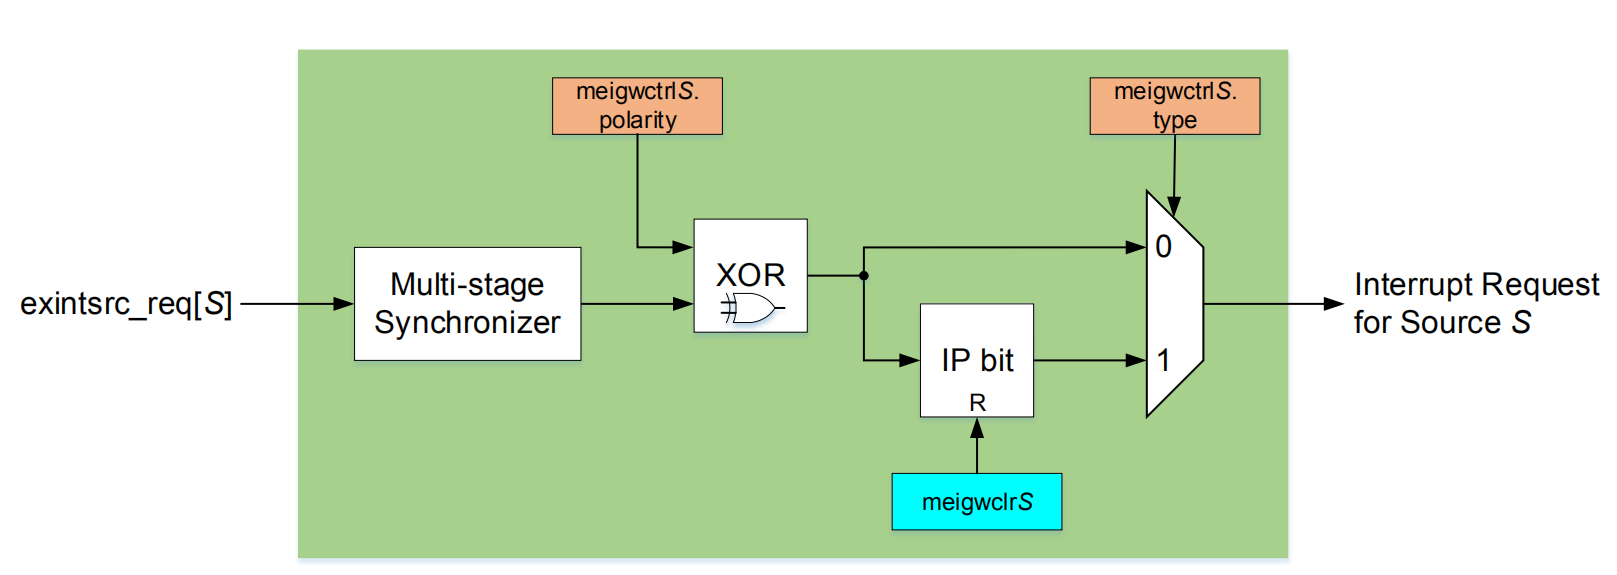 meigwctrlS.
polarity
meigwctrlS.
type
exintsrc_req[S]
Multi-stage
Synchronizer
XOR
0
IP bit
R
1
Interrupt Request
for Source S
meigwclrS